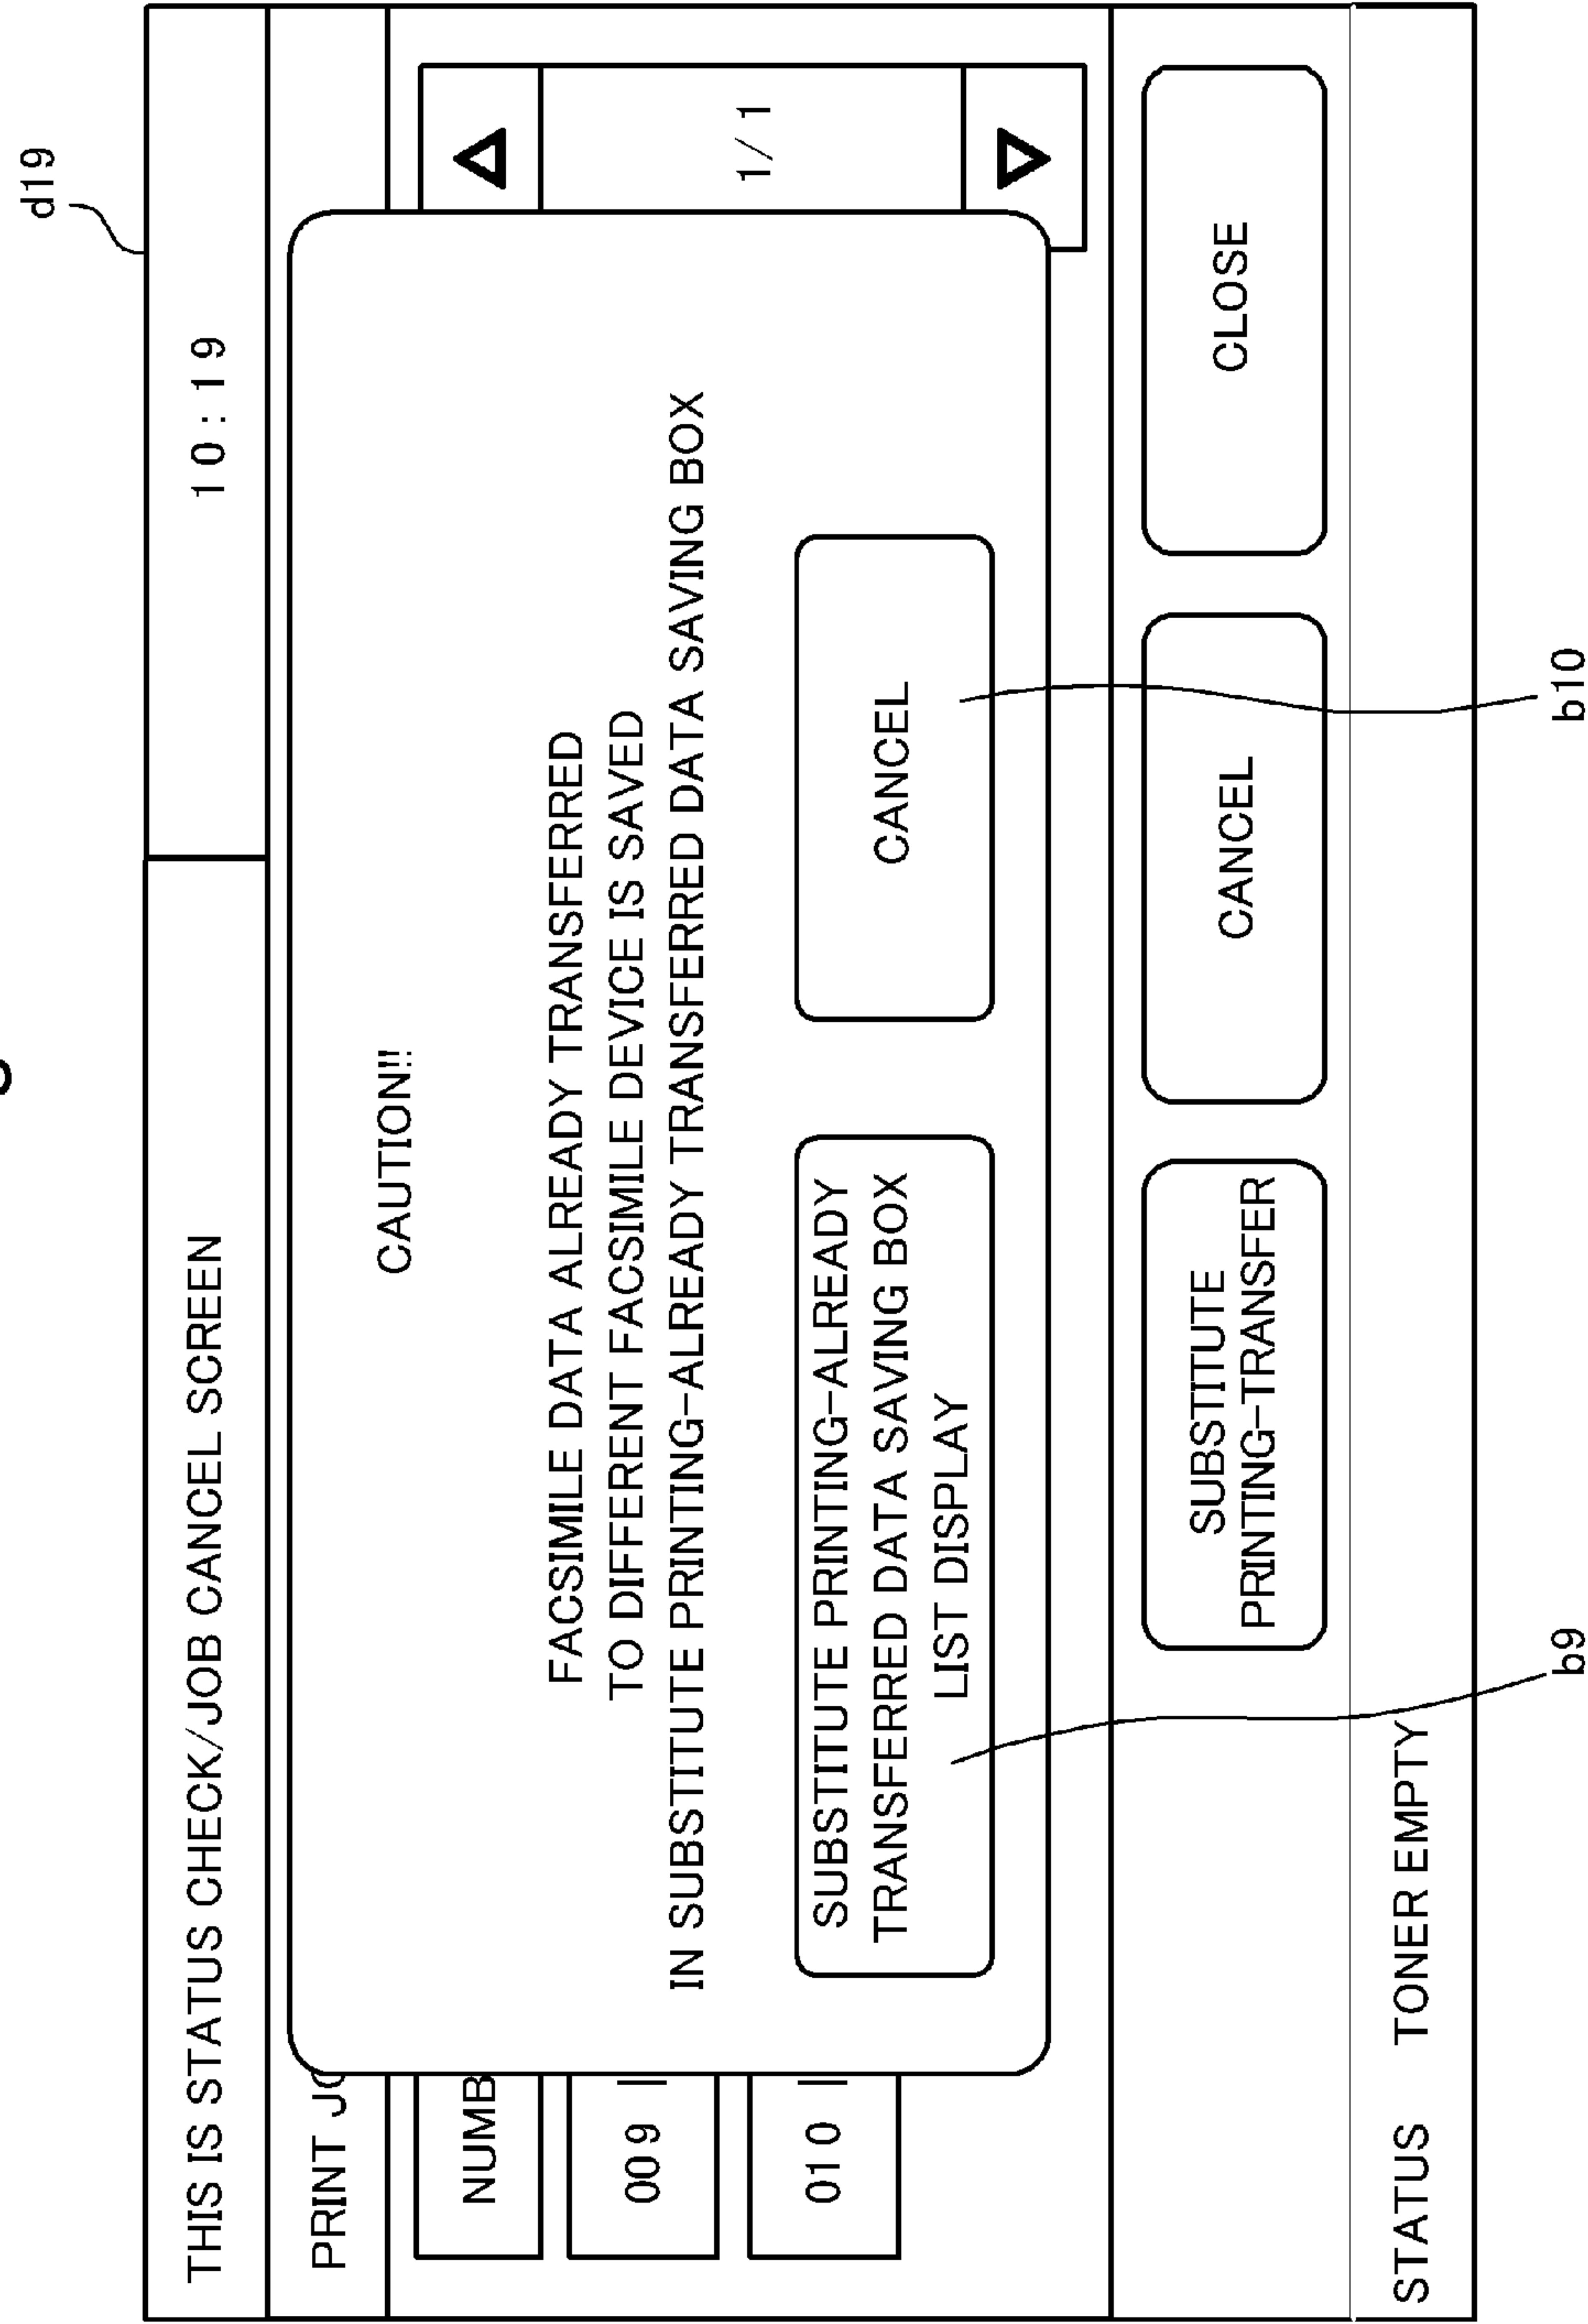 d19
THIS IS STATUS CHECK/JOB CANCEL SCREEN
10:19
PRINT
CAUTION!!
FACSIMILE DATA ALREADY TRANSFERRED
TO DIFFERENT FACSIMILE DEVICE IS SAVED
IN SUBSTITUTE PRINTING-ALREADY TRANSFERRED DATA SAVING BOX
NUMB
009
010
1/1
SUBSTITUTE PRINTING-ALREADY
TRANSFERRED DATA SAVING BOX
LIST DISPLAY
CANCEL
SUBSTITUTE
PRINTING-TRANSFER
CANCEL
CLOSE
STATUS TONER EMPTY
b9
b10